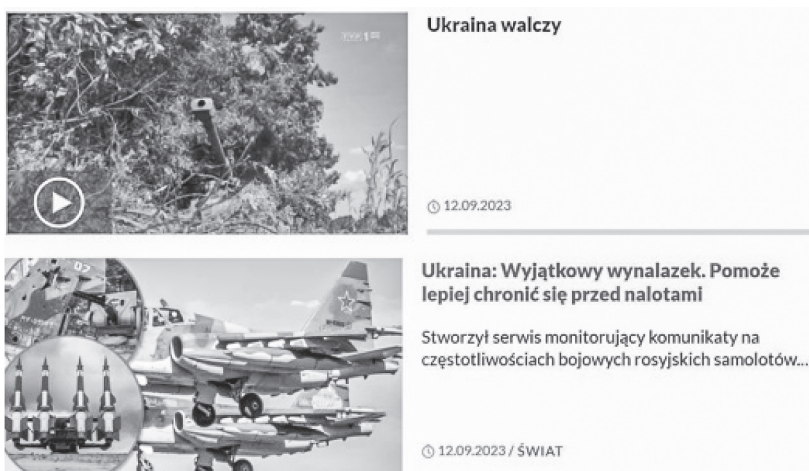 Ukraina walczy
12.09.2023
Ukraina: Wyjątkowy wynalazek. Pomoże
lepiej chronić się przed nalotami
Stworzył serwis monitorujący komunikaty na
częstotliwościach bojowych rosyjskich samolotów...
12.09.2023 / ŚWIAT
07